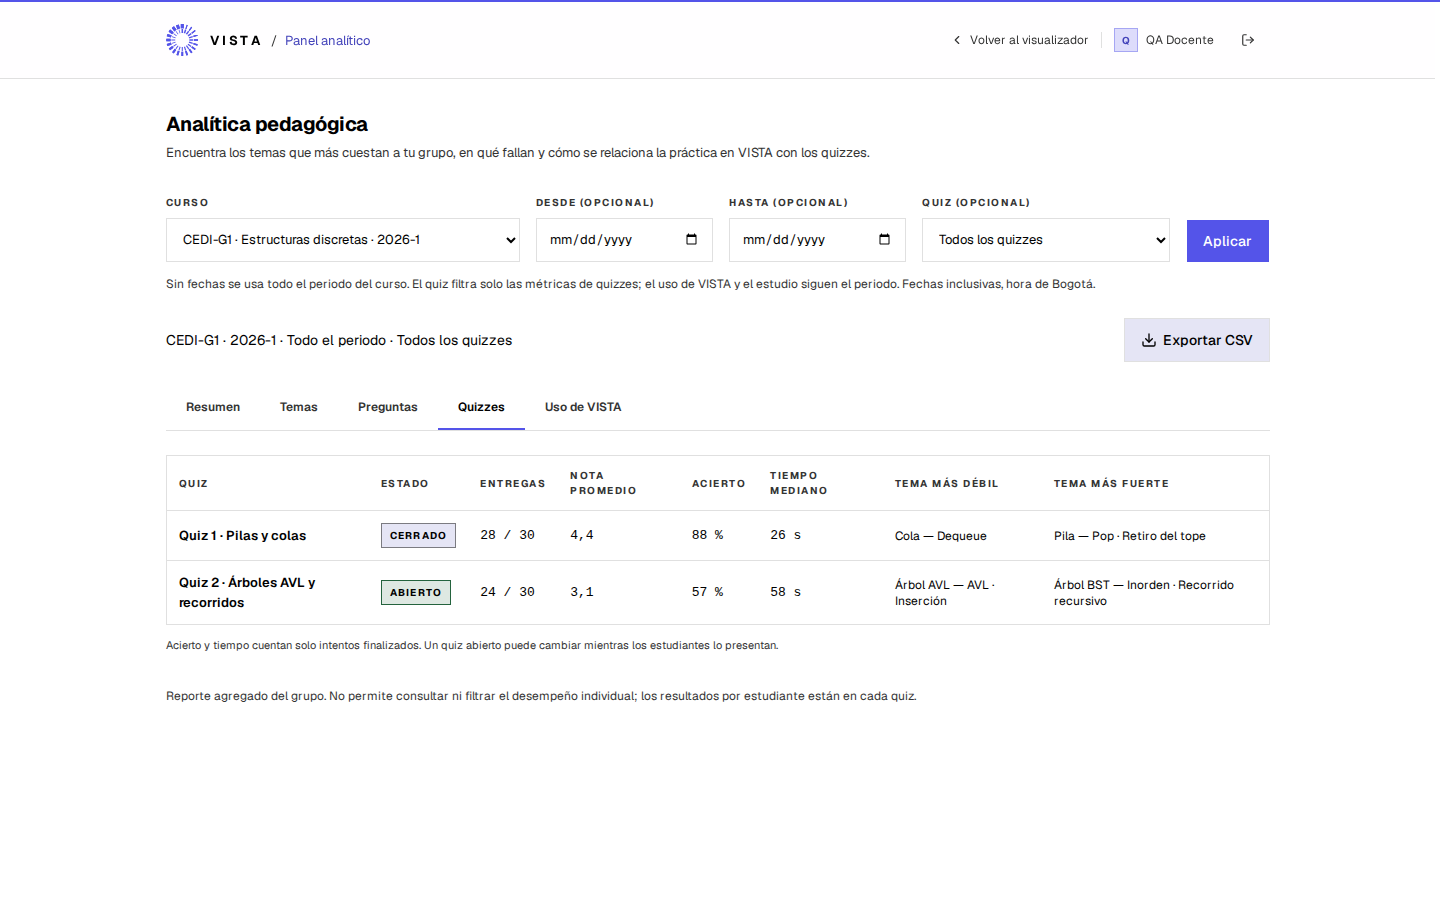 VISTA / Panel analítico
Volver al visualizador
Q QA Docente
Analítica pedagógica
Encuentra los temas que más cuestan a tu grupo, en qué fallan y cómo se relaciona la práctica en VISTA con los quizzes.
CURSO DESDE (OPCIONAL) HASTA (OPCIONAL) QUIZ (OPCIONAL)
CEDI-G1 · Estructuras discretas · 2026-1 mm/dd/yyyy mm/dd/yyyy Todos los quizzes Aplicar
Sin fechas se usa todo el periodo del curso. El quiz filtra solo las métricas de quizzes; el uso de VISTA y el estudio siguen el periodo. Fechas inclusivas, hora de Bogotá.
CEDI-G1 · 2026-1 · Todo el periodo · Todos los quizzes Exportar CSV
Resumen Temas Preguntas Quizzes Uso de VISTA
QUIZ ESTADO ENTREGAS NOTA PROMEDIO ACIERTO TIEMPO MEDIANO TEMA MÁS DÉBIL TEMA MÁS FUERTE
Quiz 1 · Pilas y colas CERRADO 28 / 30 4,4 88 % 26 s Cola — Dequeue Pila — Pop · Retiro del tope
Quiz 2 · Árboles AVL y recorridos ABIERTO 24 / 30 3,1 57 % 58 s Árbol AVL — AVL · Inserción Árbol BST — Inorden · Recorrido recursivo
Acierto y tiempo cuentan solo intentos finalizados. Un quiz abierto puede cambiar mientras los estudiantes lo presentan.
Reporte agregado del grupo. No permite consultar ni filtrar el desempeño individual; los resultados por estudiante están en cada quiz.